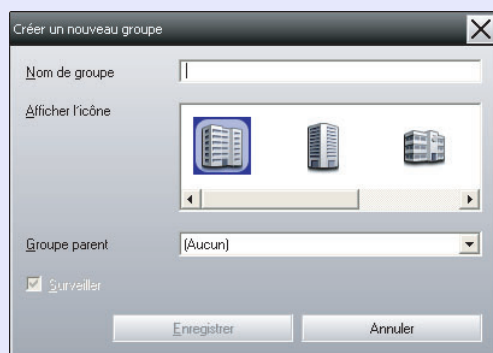 Créer un nouveau groupe
Nom de groupe
Afficher l'icône
Groupe parent
(Aucun)
Surveiller
Enregistrer
Annuler